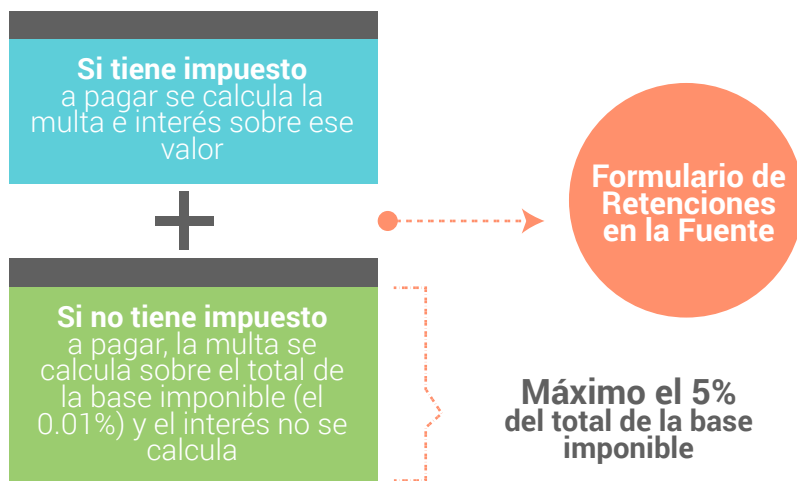 Si tiene impuesto
a pagar se calcula la
multa e interés sobre ese
valor
Formulario de
Retenciones
en la Fuente
Si no tiene impuesto
a pagar, la multa se
calcula sobre el total de
la base imponible (el
0.01%) y el interés no se
calcula
Máximo el 5%
del total de la base
imponible